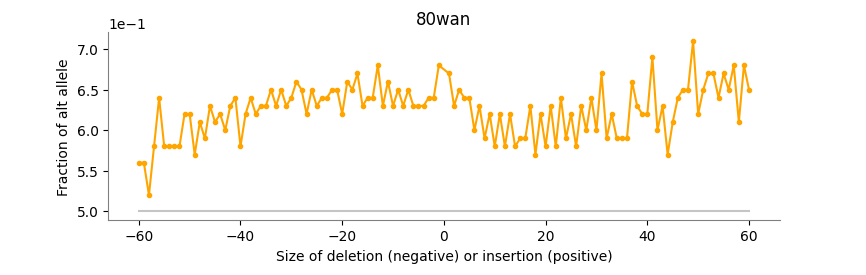 80wan
1e−1
7.0
6.5
6.0
5.5
5.0
Fraction of alt allele
−60 −40 −20 0 20 40 60
Size of deletion (negative) or insertion (positive)